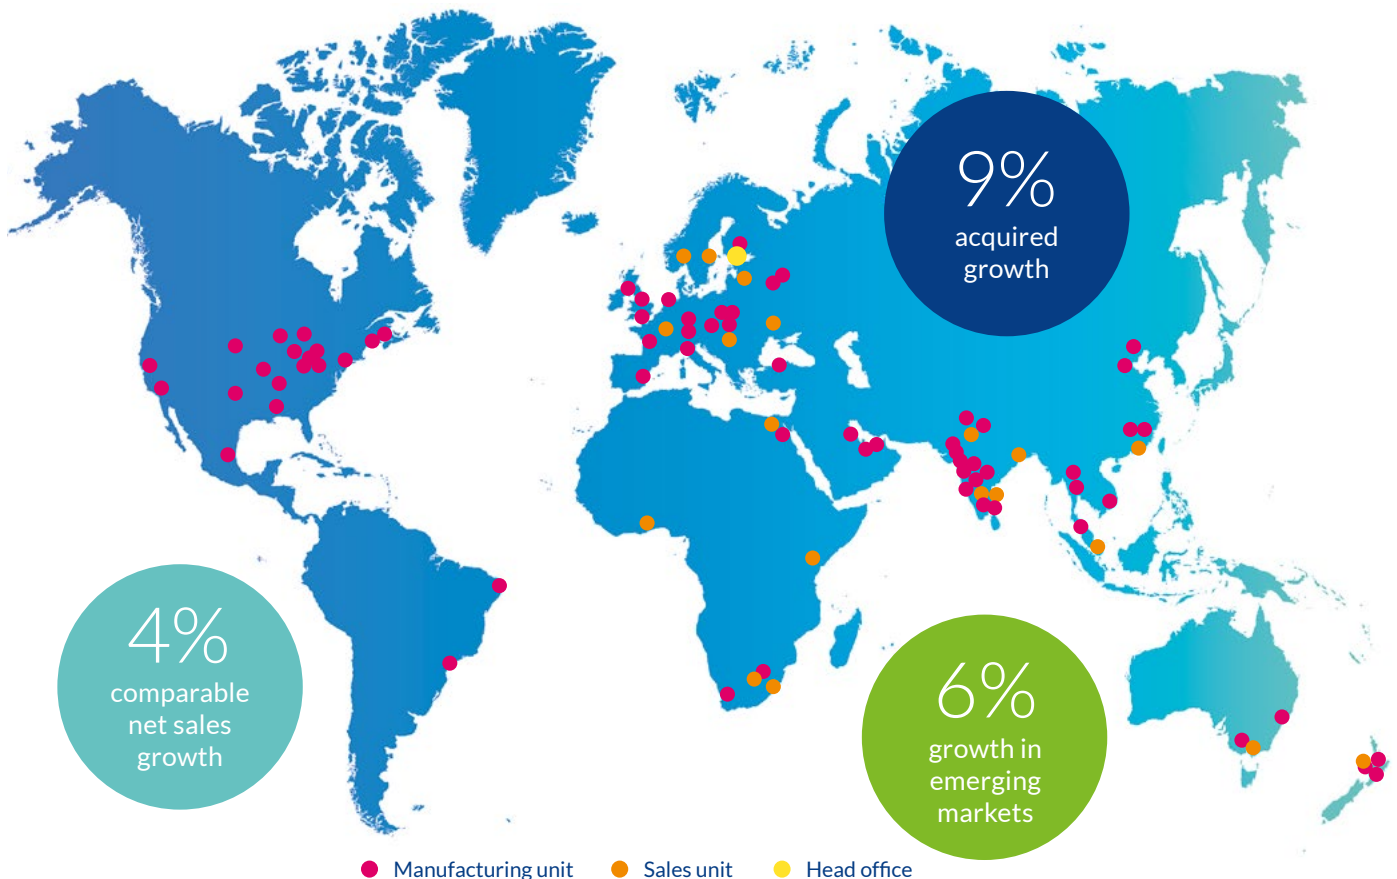 9%
acquired
growth
4%
comparable
net sales
growth
6%
growth in
emerging
markets
Manufacturing unit
Sales unit
Head office